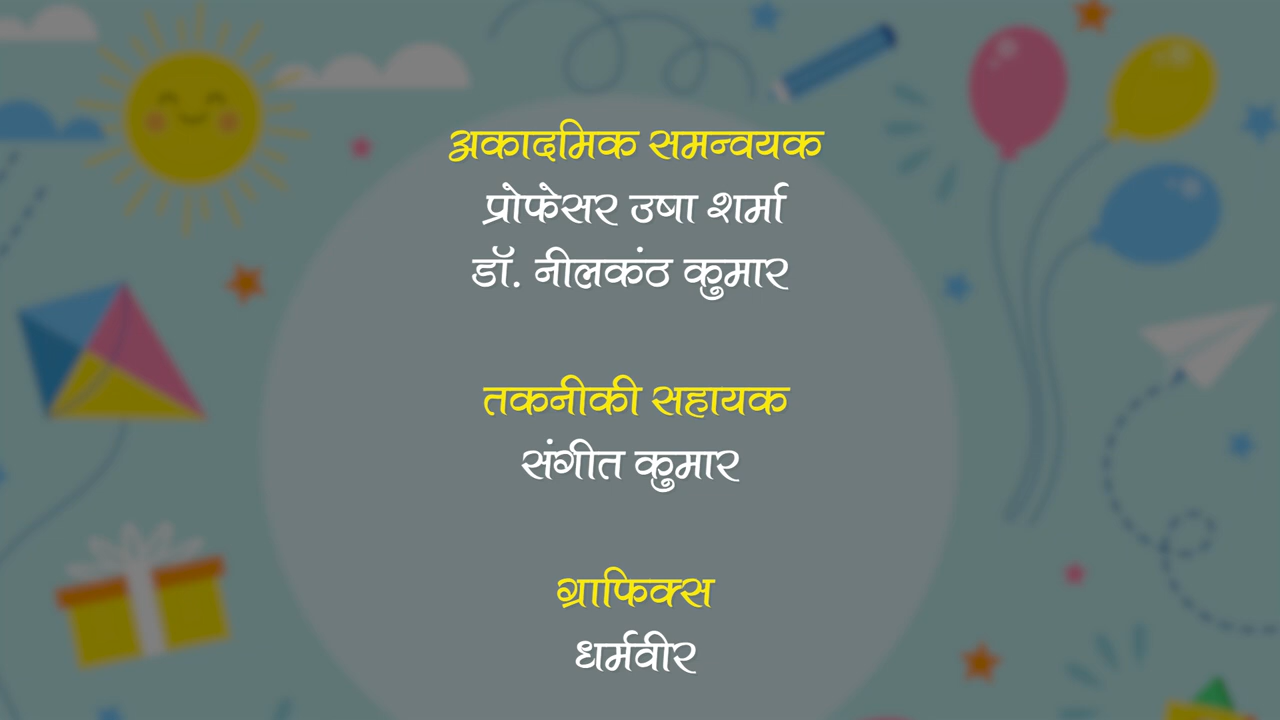 अकादमिक समन्वयक
प्रोफेसर उषा शर्मा
डॉ. नीलकंठ कुमार
तकनीकी सहायक
संगीत कुमार
ग्राफिक्स
धर्मवीर